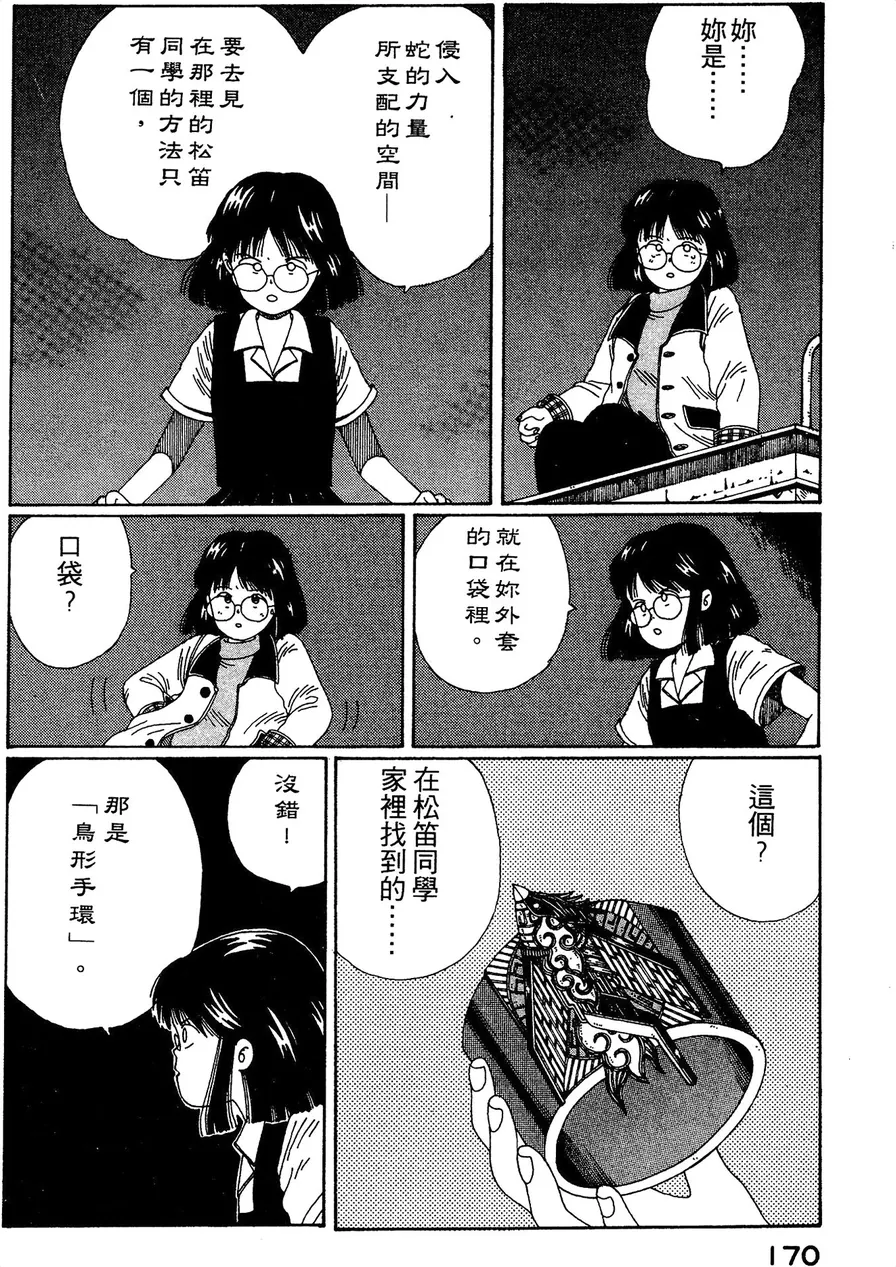 妳⋯⋯
妳是⋯⋯
侵入
蛇的力量
所支配的空間—
要去見
在那裡的松笛
同學的方法只
有一個，
就在妳外套
的口袋裡。
口袋？
這個？
在松笛同學
家裡找到的⋯⋯
沒錯！
那是
「鳥形手
環」。
170